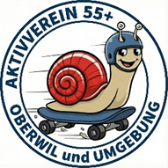 AKTIVVEREIN 55+
OBERWIL und UMGEBUNG